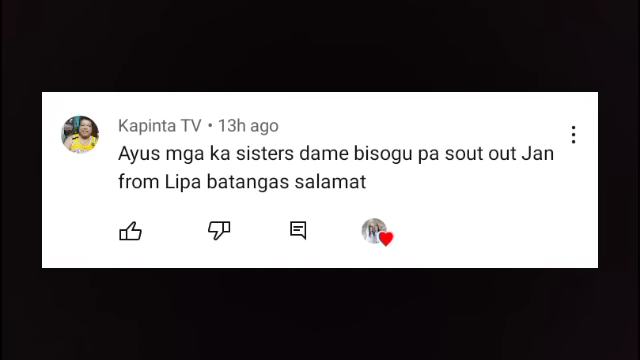 Kapinta TV • 13h ago
Ayus mga ka sisters dame bisogu pa sout out Jan
from Lipa batangas salamat